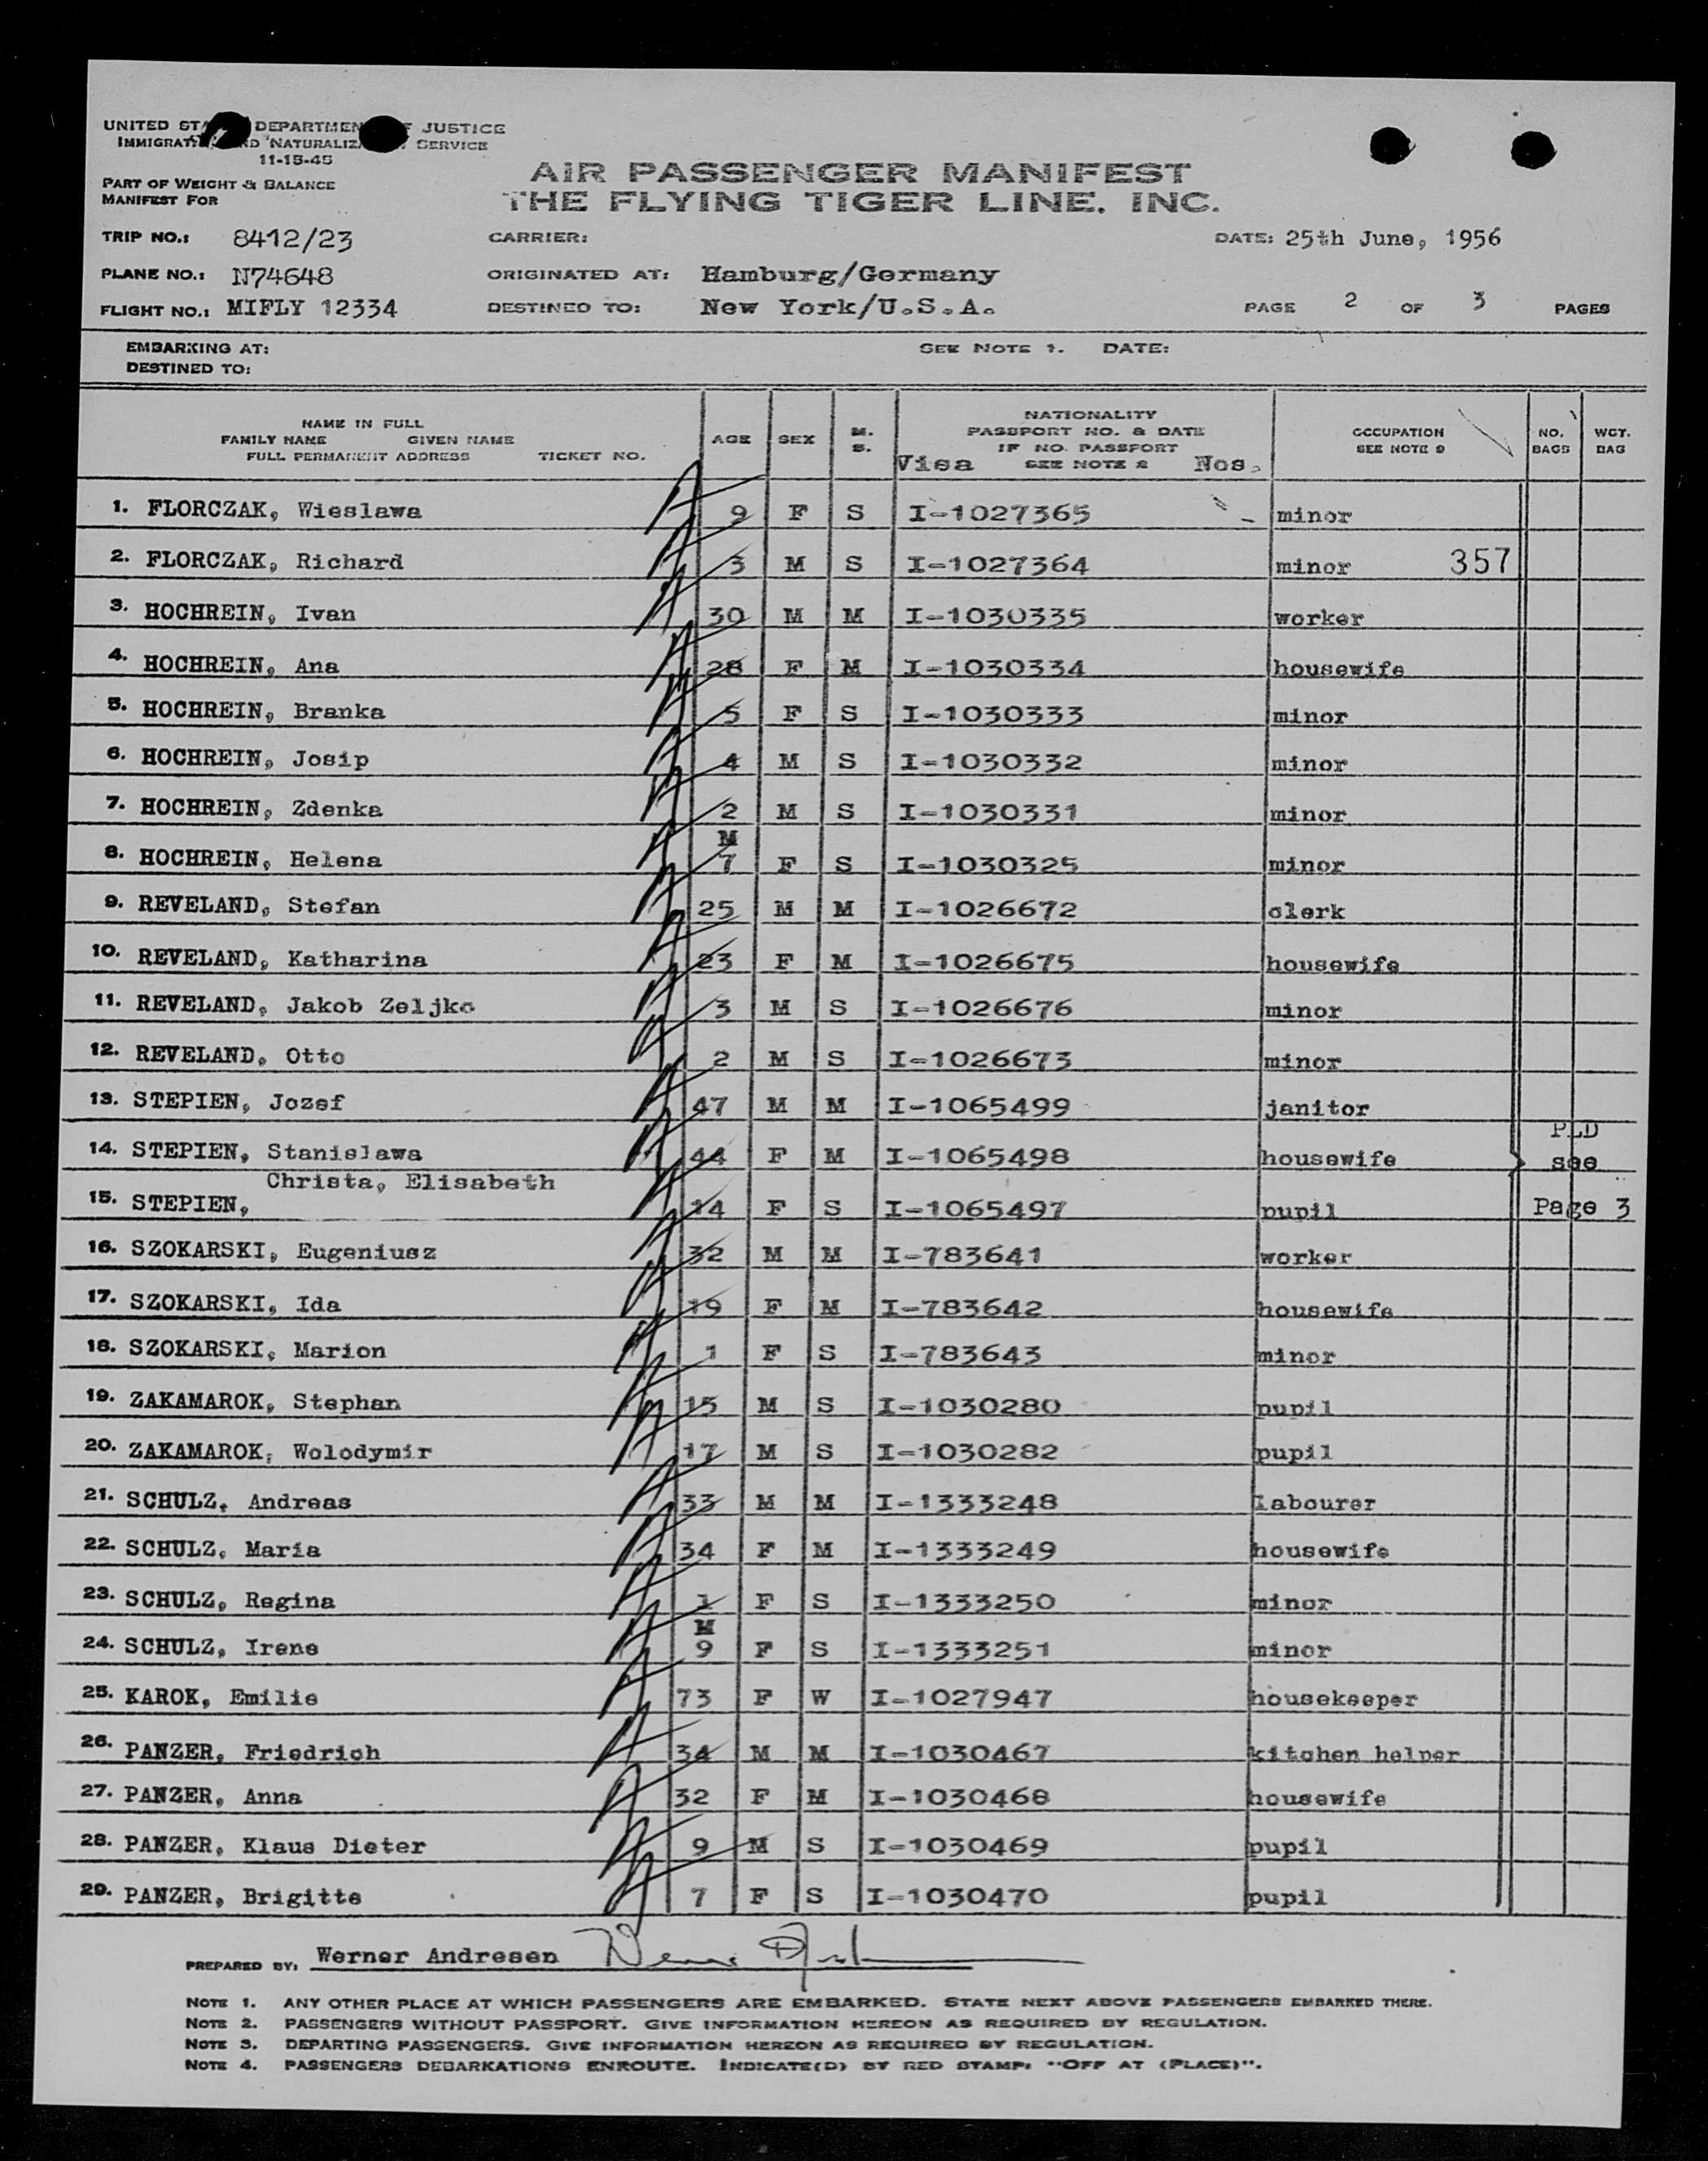 UNITED STATES DEPARTMENT OF JUSTICE
IMMIGRATION AND NATURALIZATION SERVICE
11-15-45
PART OF WEIGHT & BALANCE
MANIFEST FOR
AIR PASSENGER MANIFEST
THE FLYING TIGER LINE, INC.
TRIP NO.: 8412/23 CARRIER: DATE: 25th June, 1956
PLANE NO.: N74648 ORIGINATED AT: Hamburg/Germany
FLIGHT NO.: MIFLY 12334 DESTINED TO: New York/U.S.A. PAGE 2 OF 3 PAGES
EMBARKING AT: SEE NOTE 1. DATE:
DESTINED TO:
NAME IN FULL
FAMILY NAME GIVEN NAME
FULL PERMANENT ADDRESS TICKET NO.
AGE SEX M. S.
NATIONALITY
PASSPORT NO. & DATE
IF NO PASSPORT
Visa SEE NOTE 2 Nos.
OCCUPATION
SEE NOTE 3
NO. BAGS
WGT. BAG
1. FLORCZAK, Wieslawa 9 F S I-1027365 minor
2. FLORCZAK, Richard 3 M S I-1027364 minor 357
3. HOCHREIN, Ivan 30 M M I-1030335 worker
4. HOCHREIN, Ana 28 F M I-1030334 housewife
5. HOCHREIN, Branka 5 F S I-1030333 minor
6. HOCHREIN, Josip 4 M S I-1030332 minor
7. HOCHREIN, Zdenka 2 M S I-1030331 minor
8. HOCHREIN, Helena M 7 F S I-1030325 minor
9. REVELAND, Stefan 25 M M I-1026672 clerk
10. REVELAND, Katharina 23 F M I-1026675 housewife
11. REVELAND, Jakob Zeljko 3 M S I-1026676 minor
12. REVELAND, Otto 2 M S I-1026673 minor
13. STEPIEN, Jozef 47 M M I-1065499 janitor
14. STEPIEN, Stanislawa 44 F M I-1065498 housewife PLD see
Christa, Elisabeth
15. STEPIEN, 14 F S I-1065497 pupil Page 3
16. SZOKARSKI, Eugeniusz 32 M M I-783641 worker
17. SZOKARSKI, Ida 19 F M I-783642 housewife
18. SZOKARSKI, Marion 1 F S I-783643 minor
19. ZAKAMAROK, Stephan 15 M S I-1030280 pupil
20. ZAKAMAROK, Wolodymir 17 M S I-1030282 pupil
21. SCHULZ, Andreas 33 M M I-1333248 Labourer
22. SCHULZ, Maria 34 F M I-1333249 housewife
23. SCHULZ, Regina 1 F S I-1333250 minor
24. SCHULZ, Irene M 9 F S I-1333251 minor
25. KAROK, Emilie 73 F W I-1027947 housekeeper
26. PANZER, Friedrich 34 M M I-1030467 kitchen helper
27. PANZER, Anna 32 F M I-1030468 housewife
28. PANZER, Klaus Dieter 9 M S I-1030469 pupil
29. PANZER, Brigitte 7 F S I-1030470 pupil
PREPARED BY: Werner Andresen
NOTE 1. ANY OTHER PLACE AT WHICH PASSENGERS ARE EMBARKED. STATE NEXT ABOVE PASSENGERS EMBARKED THERE.
NOTE 2. PASSENGERS WITHOUT PASSPORT. GIVE INFORMATION HEREON AS REQUIRED BY REGULATION.
NOTE 3. DEPARTING PASSENGERS. GIVE INFORMATION HEREON AS REQUIRED BY REGULATION.
NOTE 4. PASSENGERS DEBARKATIONS ENROUTE. INDICATE(D) BY RED STAMP: "OFF AT (PLACE)".